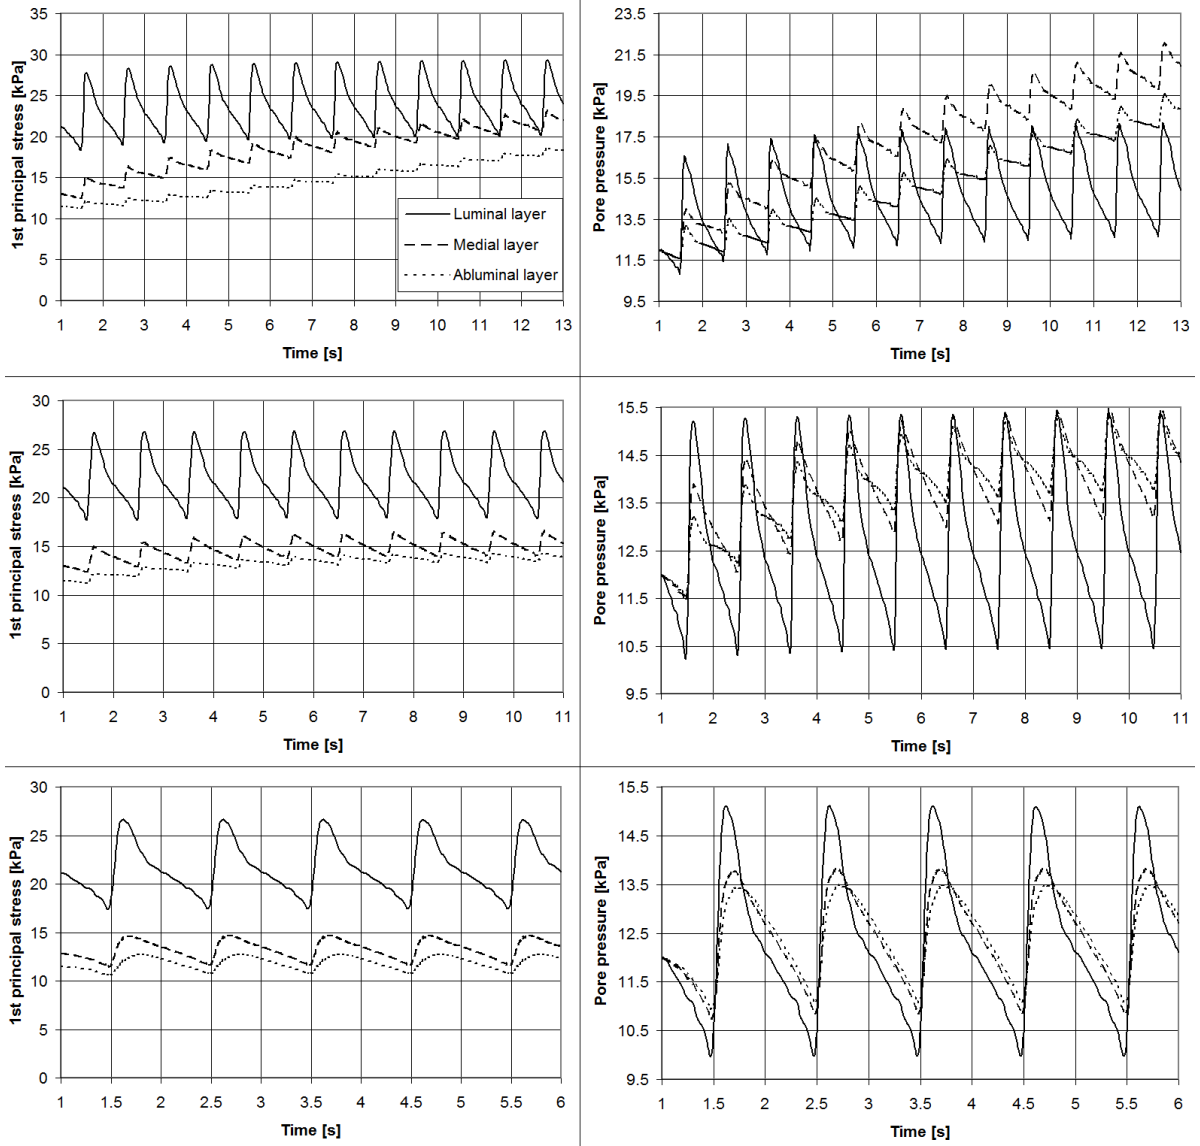 35
30
25
20
15
10
5
0
1st principal stress [kPa]
Luminal layer
Medial layer
Abluminal layer
1 2 3 4 5 6 7 8 9 10 11 12 13
Time [s]
23.5
21.5
19.5
17.5
15.5
13.5
11.5
9.5
Pore pressure [kPa]
1 2 3 4 5 6 7 8 9 10 11 12 13
Time [s]
30
25
20
15
10
5
0
1st principal stress [kPa]
1 2 3 4 5 6 7 8 9 10 11
Time [s]
15.5
14.5
13.5
12.5
11.5
10.5
9.5
Pore pressure [kPa]
1 2 3 4 5 6 7 8 9 10 11
Time [s]
30
25
20
15
10
5
0
1st principal stress [kPa]
1 1.5 2 2.5 3 3.5 4 4.5 5 5.5 6
Time [s]
15.5
14.5
13.5
12.5
11.5
10.5
9.5
Pore pressure [kPa]
1 1.5 2 2.5 3 3.5 4 4.5 5 5.5 6
Time [s]